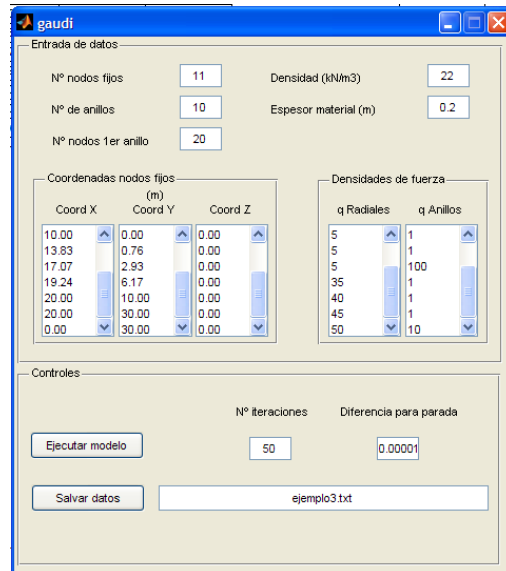 gaudi
Entrada de datos
Nº nodos fijos 11 Densidad (kN/m3) 22
Nº de anillos 10 Espesor material (m) 0.2
Nº nodos 1er anillo 20
Coordenadas nodos fijos Densidades de fuerza
(m)
Coord X Coord Y Coord Z q Radiales q Anillos
10.00 0.00 0.00 5 1
13.83 0.76 0.00 5 1
17.07 2.93 0.00 5 100
19.24 6.17 0.00 35 1
20.00 10.00 0.00 40 1
20.00 30.00 0.00 45 1
0.00 30.00 0.00 50 10
Controles
Nº iteraciones Diferencia para parada
Ejecutar modelo 50 0.00001
Salvar datos ejemplo3.txt